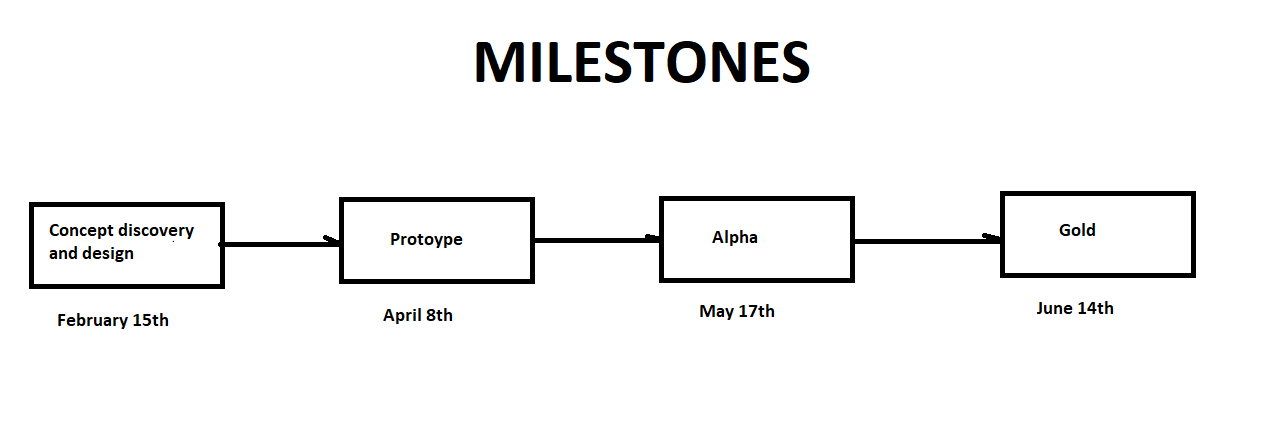 MILESTONES
Concept discovery
and design
Protoype
Alpha
Gold
February 15th
April 8th
May 17th
June 14th